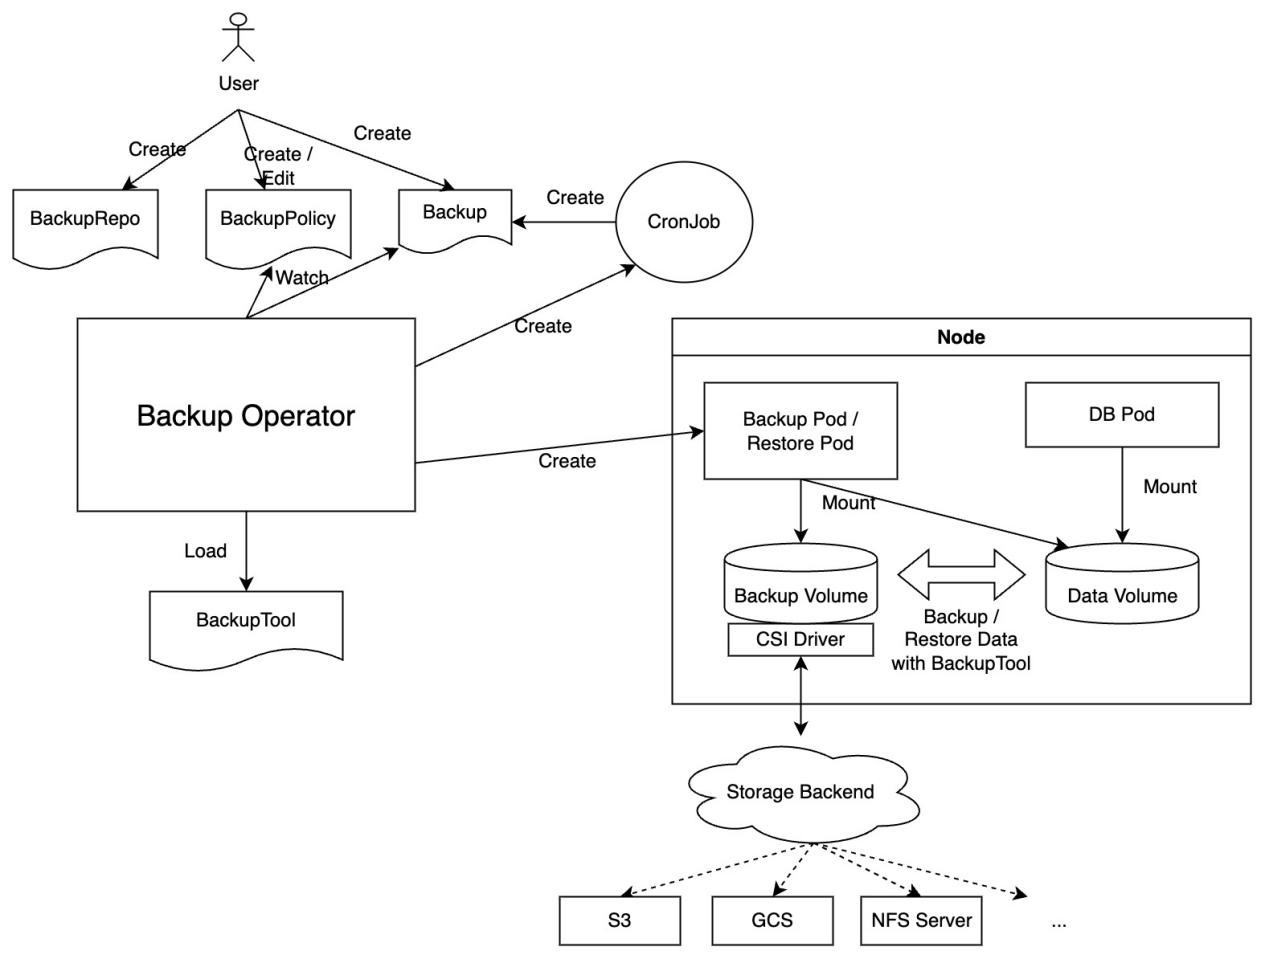 User
Create
Create
Create /
Edit
BackupRepo
BackupPolicy
Backup
Create
CronJob
Watch
Create
Backup Operator
Create
Load
BackupTool
Node
Backup Pod /
Restore Pod
DB Pod
Mount
Mount
Backup Volume
Data Volume
CSI Driver
Backup /
Restore Data
with BackupTool
Storage Backend
S3
GCS
NFS Server
...